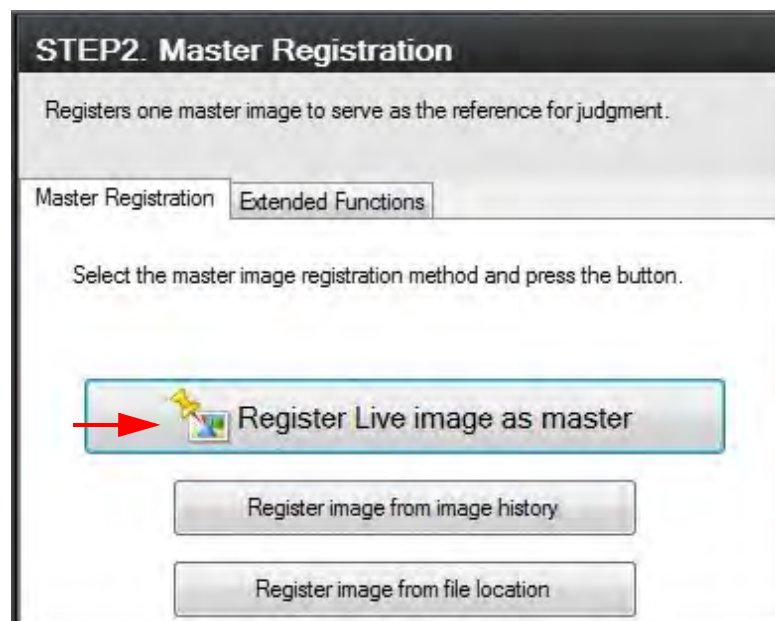 STEP2. Master Registration
Registers one master image to serve as the reference for judgment.
Master Registration
Extended Functions
Select the master image registration method and press the button.
Register Live image as master
Register image from image history
Register image from file location